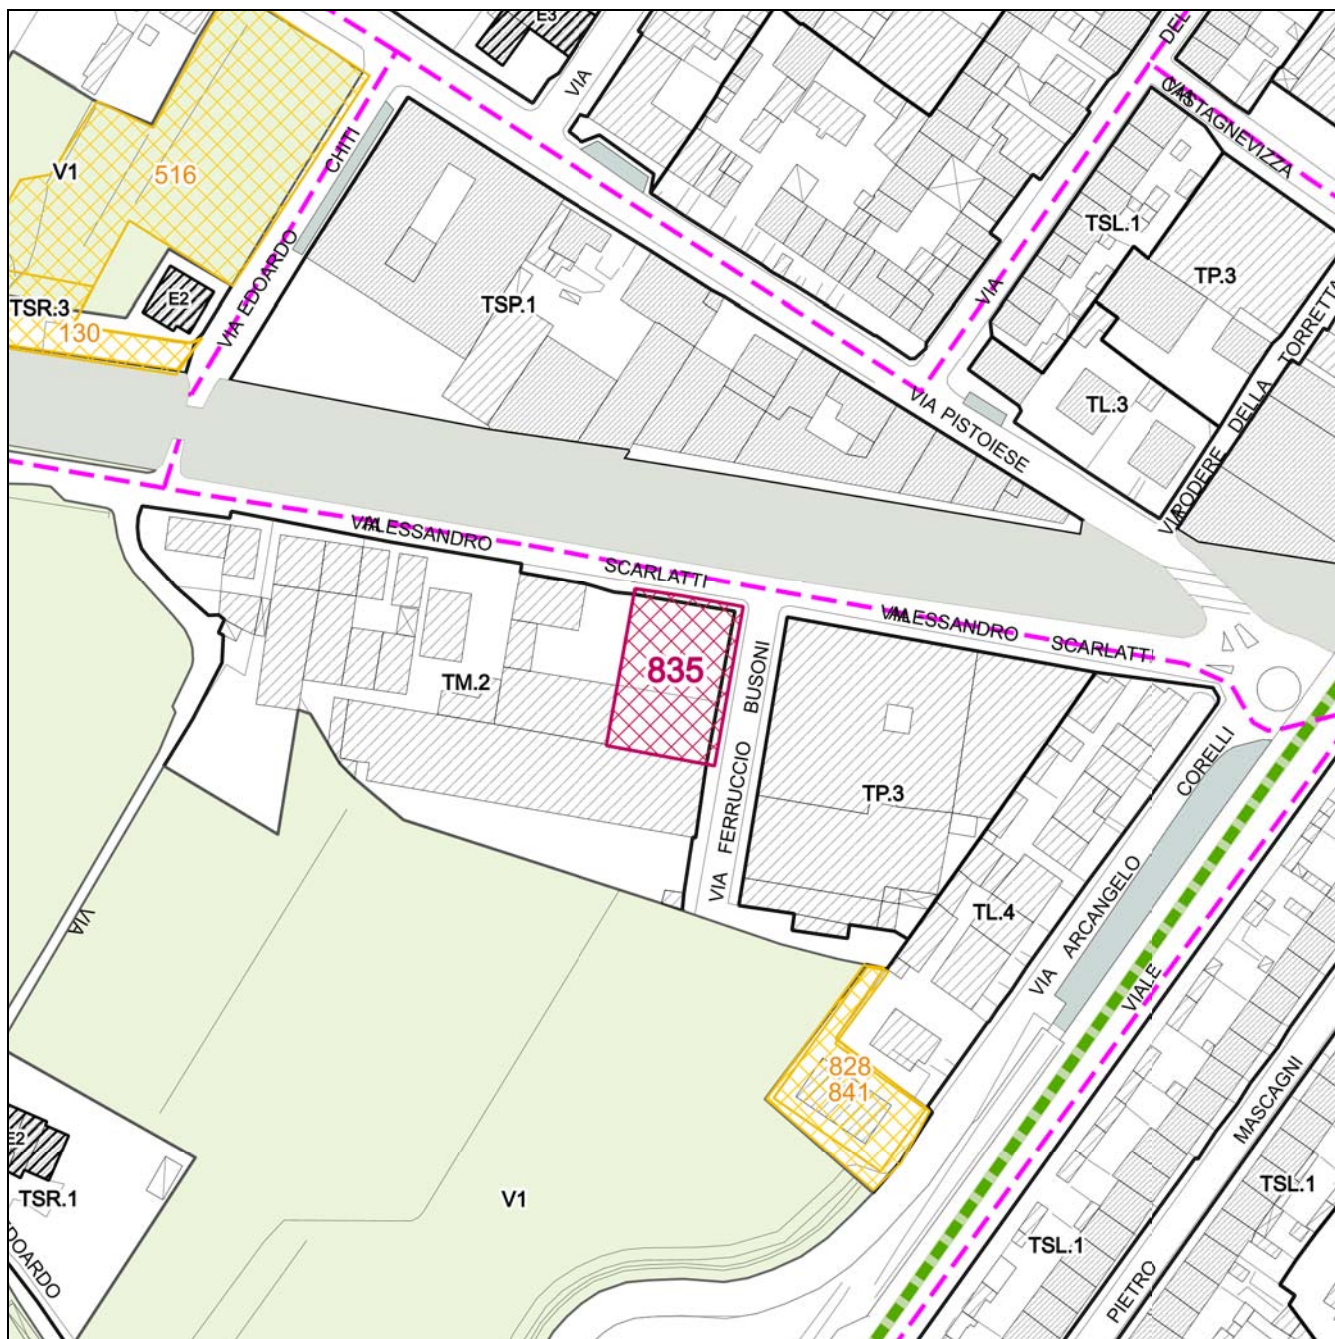 E3
VIA
DEL
VIA
CASTAGNEVIZZA
V1
516
CHITI
EDOARDO
VIA
E2
TSR.3
130
TSP.1
TSL.1
TP.3
VIA
TL.3
VIA PISTOIESE
VIA
PODERE DELLA TORRETTA
VIA
ALESSANDRO SCARLATTI
VIA
ALESSANDRO SCARLATTI
835
TM.2
VIA FERRUCCIO BUSONI
TP.3
VIA ARCANGELO CORELLI
TL.4
VIA
VIALE
828
841
E2
TSR.1
EDOARDO
V1
PIETRO MASCAGNI
TSL.1
TSL.1